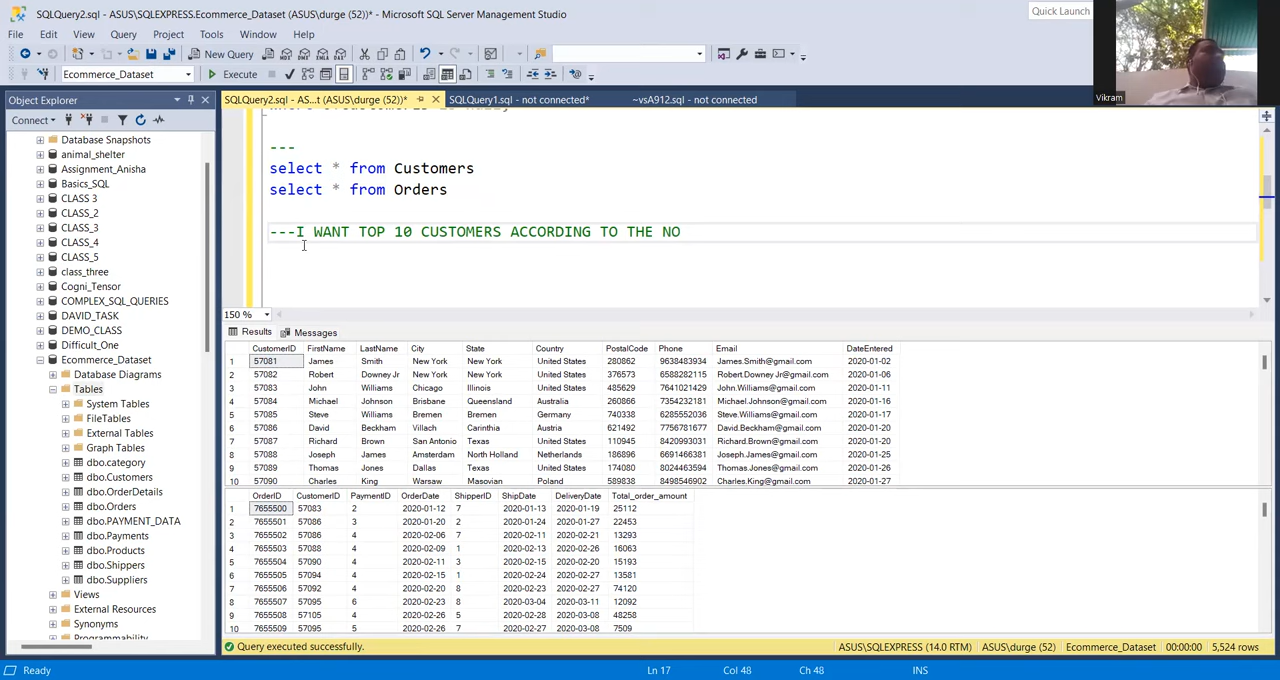 SQLQuery2.sql - ASUS\SQLEXPRESS.Ecommerce_Dataset (ASUS\durge (52))* - Microsoft SQL Server Management Studio
Quick Launch
File Edit View Query Project Tools Window Help
New Query
Ecommerce_Dataset Execute
Vikram
Object Explorer
SQLQuery2.sql - AS...t (ASUS\durge (52))* SQLQuery1.sql - not connected* ~vsA912.sql - not connected
Connect
Database Snapshots
animal_shelter
Assignment_Anisha
Basics_SQL
CLASS 3
CLASS_2
CLASS_3
CLASS_4
CLASS_5
class_three
Cogni_Tensor
COMPLEX_SQL_QUERIES
DAVID_TASK
DEMO_CLASS
Difficult_One
Ecommerce_Dataset
Database Diagrams
Tables
System Tables
FileTables
External Tables
Graph Tables
dbo.category
dbo.Customers
dbo.OrderDetails
dbo.Orders
dbo.PAYMENT_DATA
dbo.Payments
dbo.Products
dbo.Shippers
dbo.Suppliers
Views
External Resources
Synonyms
Programmability
---
select * from Customers
select * from Orders
---I WANT TOP 10 CUSTOMERS ACCORDING TO THE NO
150 %
Results Messages
CustomerID FirstName LastName City State Country PostalCode Phone Email DateEntered
1 57081 James Smith New York New York United States 280862 9638483934 James.Smith@gmail.com 2020-01-02
2 57082 Robert Downey Jr New York New York United States 376573 6588282115 Robert.Downey Jr@gmail.com 2020-01-06
3 57083 John Williams Chicago Illinois United States 485629 7641021429 John.Williams@gmail.com 2020-01-11
4 57084 Michael Johnson Brisbane Queensland Australia 260866 7354232181 Michael.Johnson@gmail.com 2020-01-16
5 57085 Steve Williams Bremen Bremen Germany 740338 6285552036 Steve.Williams@gmail.com 2020-01-17
6 57086 David Beckham Villach Carinthia Austria 621492 7756781677 David.Beckham@gmail.com 2020-01-20
7 57087 Richard Brown San Antonio Texas United States 110945 8420993031 Richard.Brown@gmail.com 2020-01-20
8 57088 Joseph James Amsterdam North Holland Netherlands 186896 6691466381 Joseph.James@gmail.com 2020-01-25
9 57089 Thomas Jones Dallas Texas United States 174080 8024463594 Thomas.Jones@gmail.com 2020-01-26
10 57090 Charles King Warsaw Masovian Poland 589838 8498546902 Charles.King@gmail.com 2020-01-27
OrderID CustomerID PaymentID OrderDate ShipperID ShipDate DeliveryDate Total_order_amount
1 7655500 57083 2 2020-01-12 7 2020-01-13 2020-01-19 25112
2 7655501 57086 3 2020-01-20 2 2020-01-24 2020-01-27 22453
3 7655502 57086 4 2020-02-06 7 2020-02-11 2020-02-21 13293
4 7655503 57088 4 2020-02-09 1 2020-02-13 2020-02-26 16063
5 7655504 57090 4 2020-02-11 3 2020-02-15 2020-02-20 15193
6 7655505 57094 4 2020-02-15 1 2020-02-24 2020-02-27 13581
7 7655506 57092 4 2020-02-20 8 2020-02-23 2020-02-27 74120
8 7655507 57095 6 2020-02-23 8 2020-03-04 2020-03-11 12092
9 7655508 57105 4 2020-02-26 5 2020-02-28 2020-03-08 48258
10 7655509 57095 5 2020-02-26 7 2020-02-27 2020-03-08 7509
Query executed successfully. ASUS\SQLEXPRESS (14.0 RTM) ASUS\durge (52) Ecommerce_Dataset 00:00:00 5,524 rows
Ready Ln 17 Col 48 Ch 48 INS